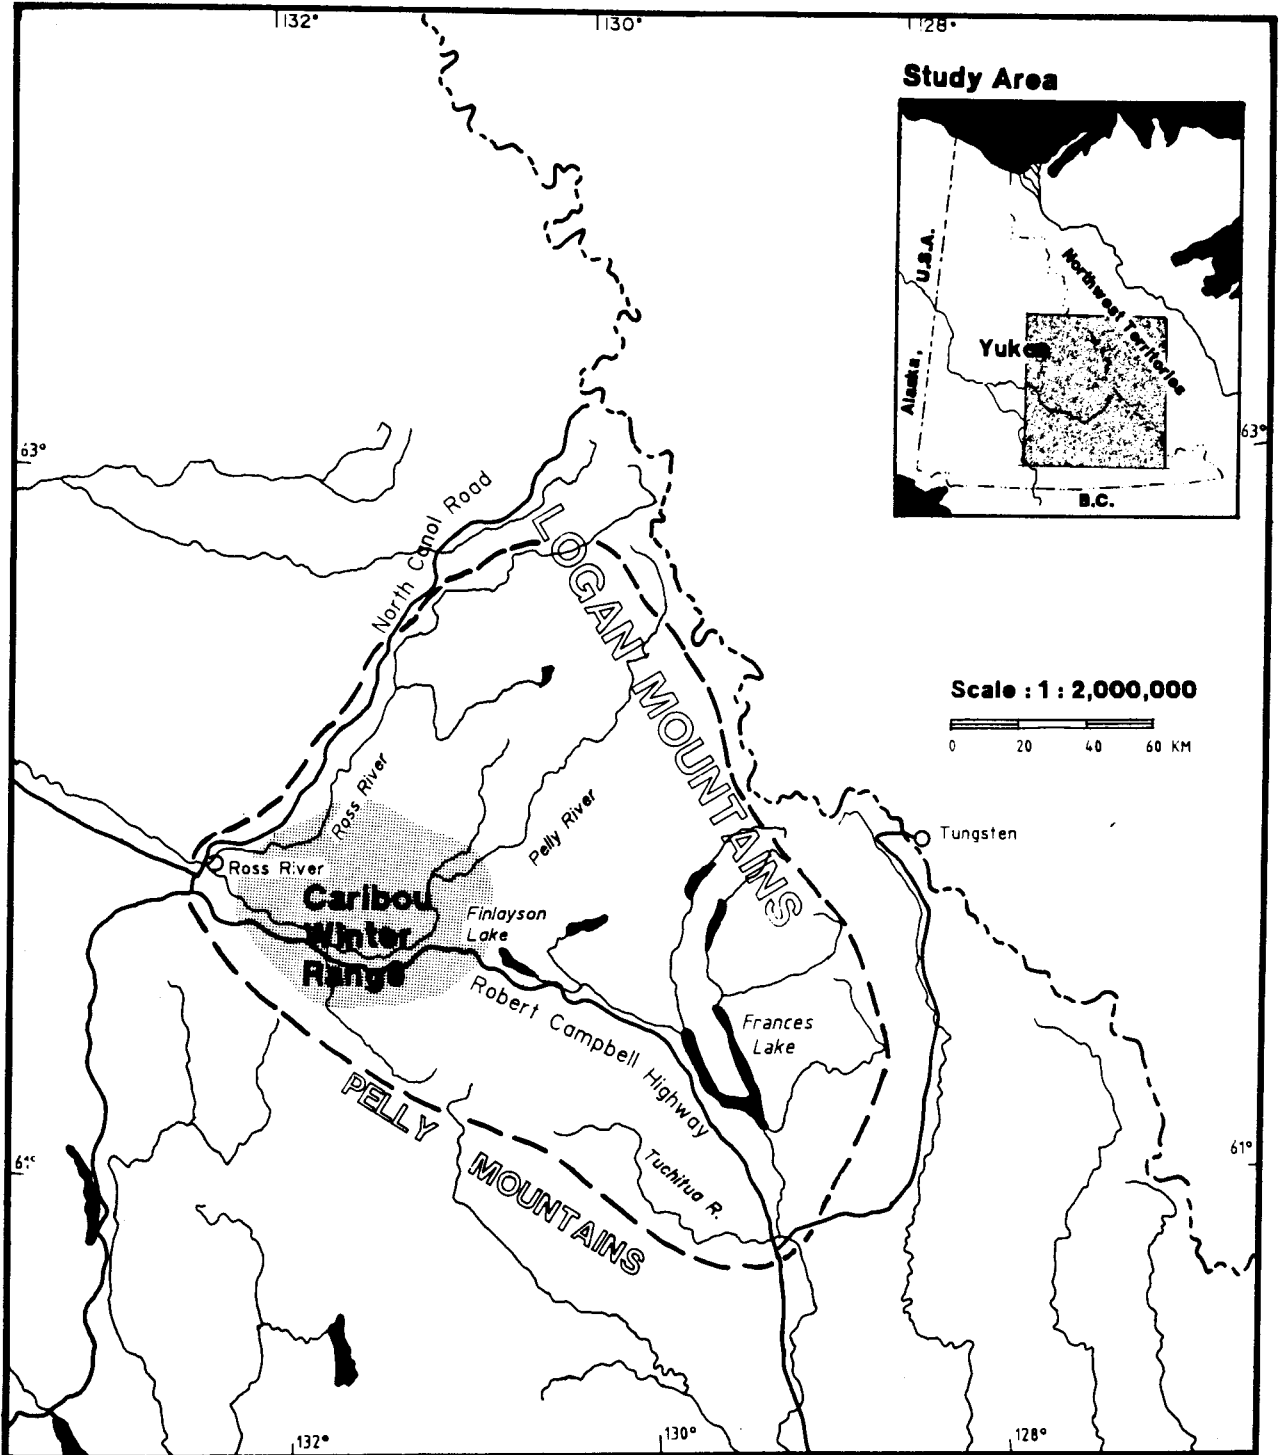 132°
130°
128°
Study Area
U.S.A.
Alaska,
Yukon
Northwest Territories
B.C.
63°
63°
North Canol Road
LOGAN MOUNTAINS
Scale : 1 : 2,000,000
0 20 40 60 KM
Ross River
Pelly River
Tungsten
Ross River
Caribou
Winter
Range
Finlayson
Lake
Robert Campbell Highway
Frances
Lake
PELLY
MOUNTAINS
Tuchitua R.
61°
61°
132°
130°
128°